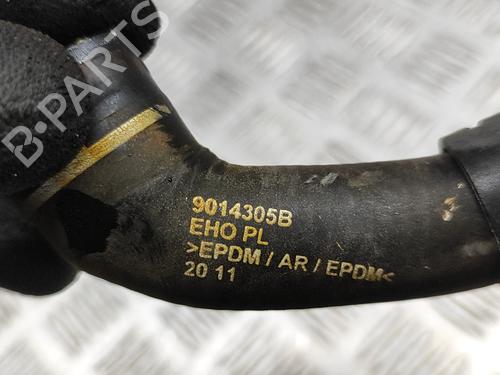 B-PARTS
9014305B
EHO PL
>EPDM / AR / EPDM<
20 11